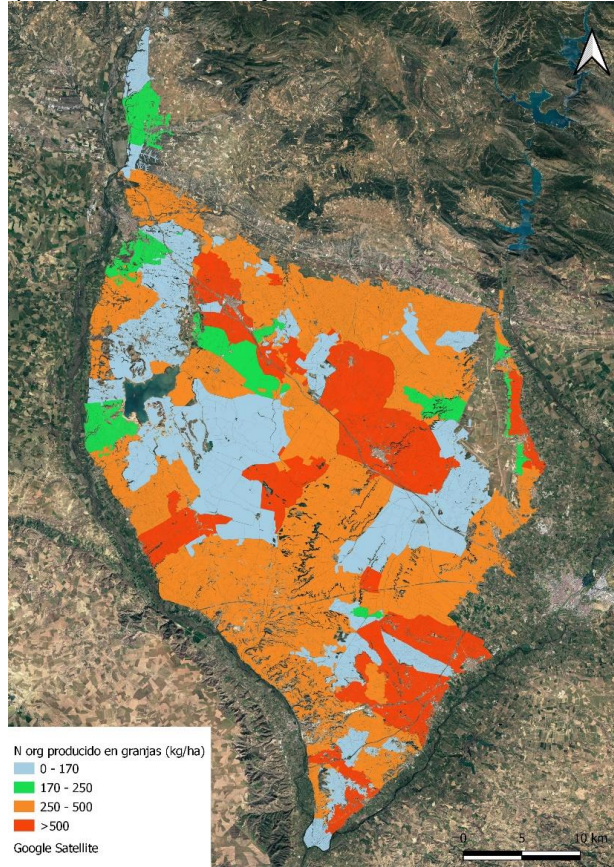 N org producido en granjas (kg/ha)
0 - 170
170 - 250
250 - 500
>500
Google Satellite
0 5 10 km